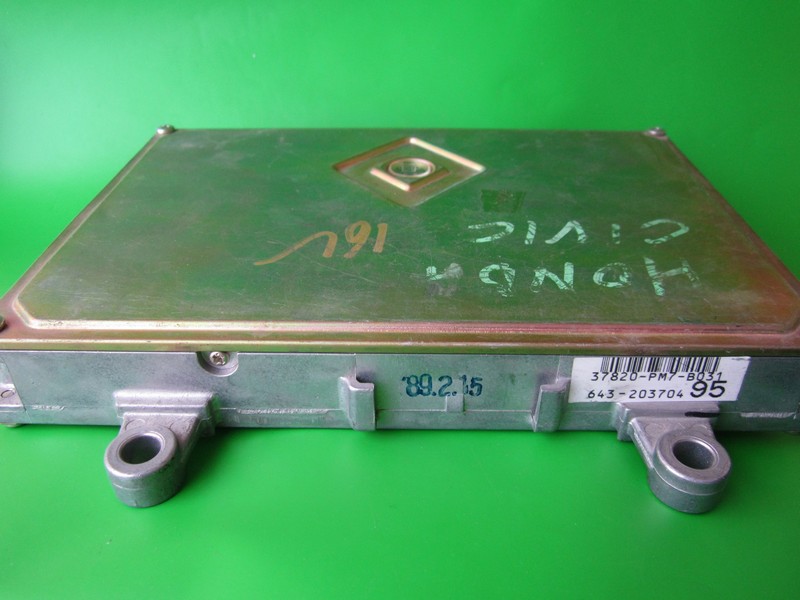 HONDA
CIVIC
16V
'89.2.15
37820-PM7-B031
643-203704 95